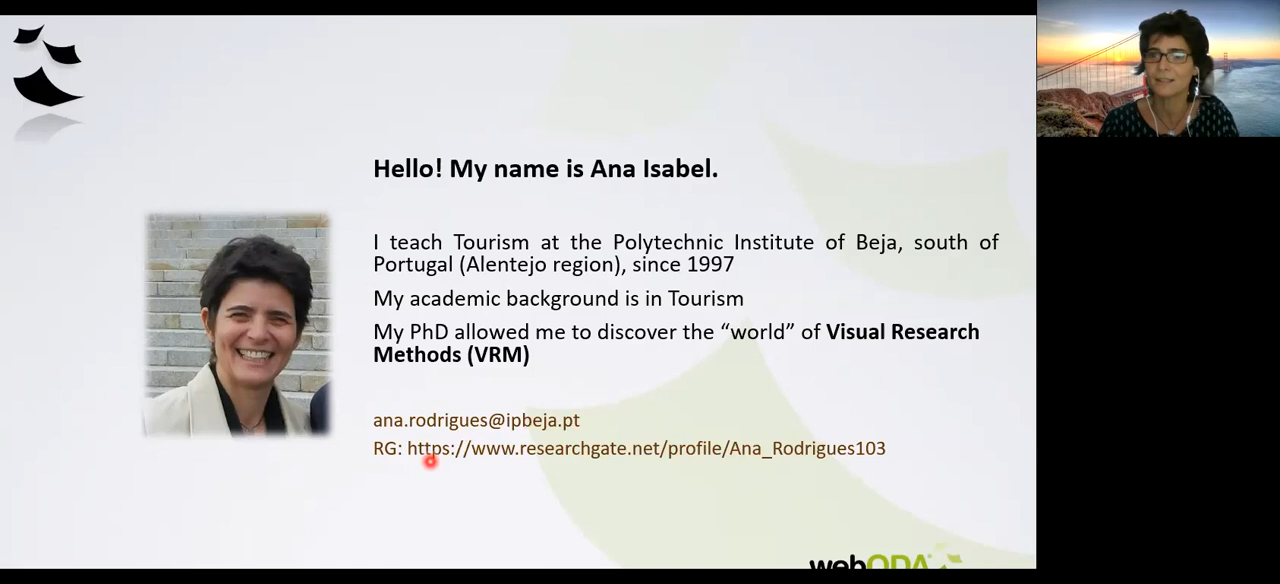 Hello! My name is Ana Isabel.
I teach Tourism at the Polytechnic Institute of Beja, south of
Portugal (Alentejo region), since 1997
My academic background is in Tourism
My PhD allowed me to discover the “world” of Visual Research
Methods (VRM)
ana.rodrigues@ipbeja.pt
RG: https://www.researchgate.net/profile/Ana_Rodrigues103
webQDA